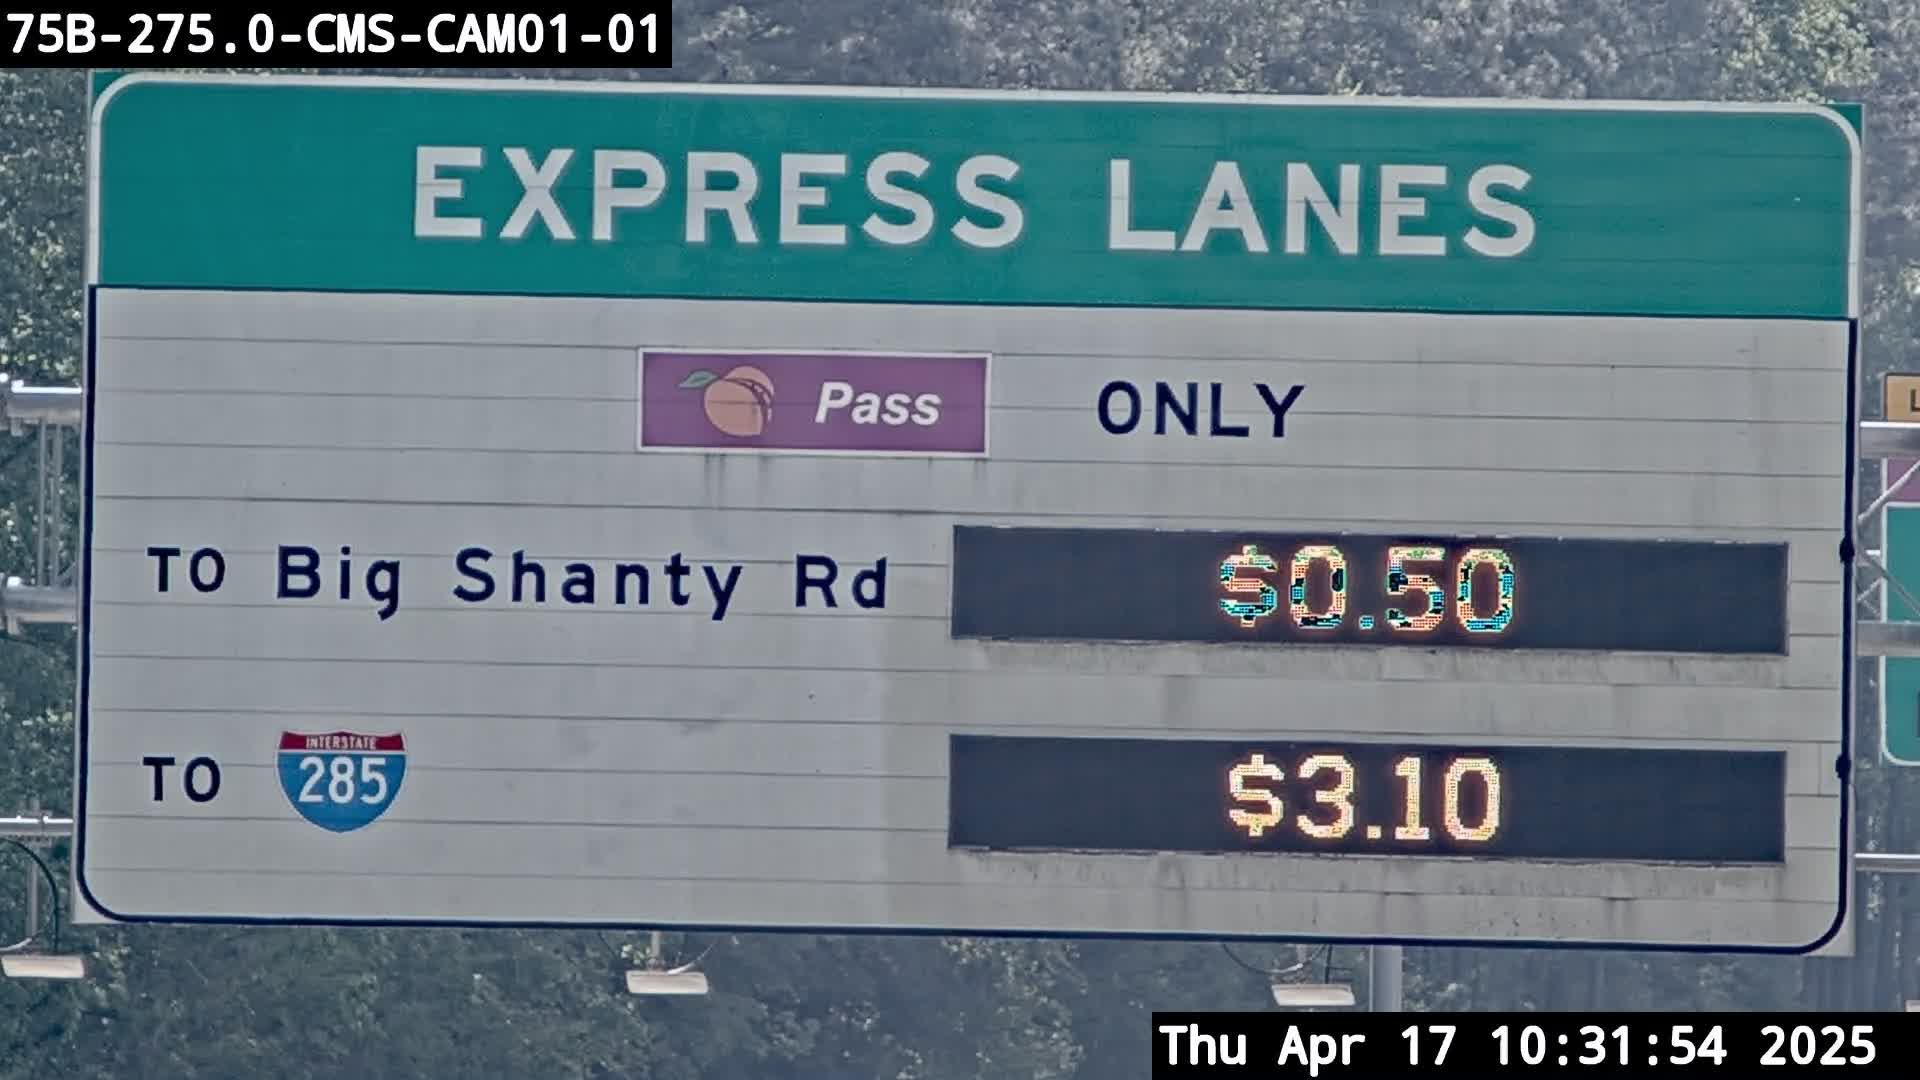 75B-275.0-CMS-CAM01-01
EXPRESS LANES
Pass ONLY
TO Big Shanty Rd $0.50
TO INTERSTATE 285 $3.10
Thu Apr 17 10:31:54 2025